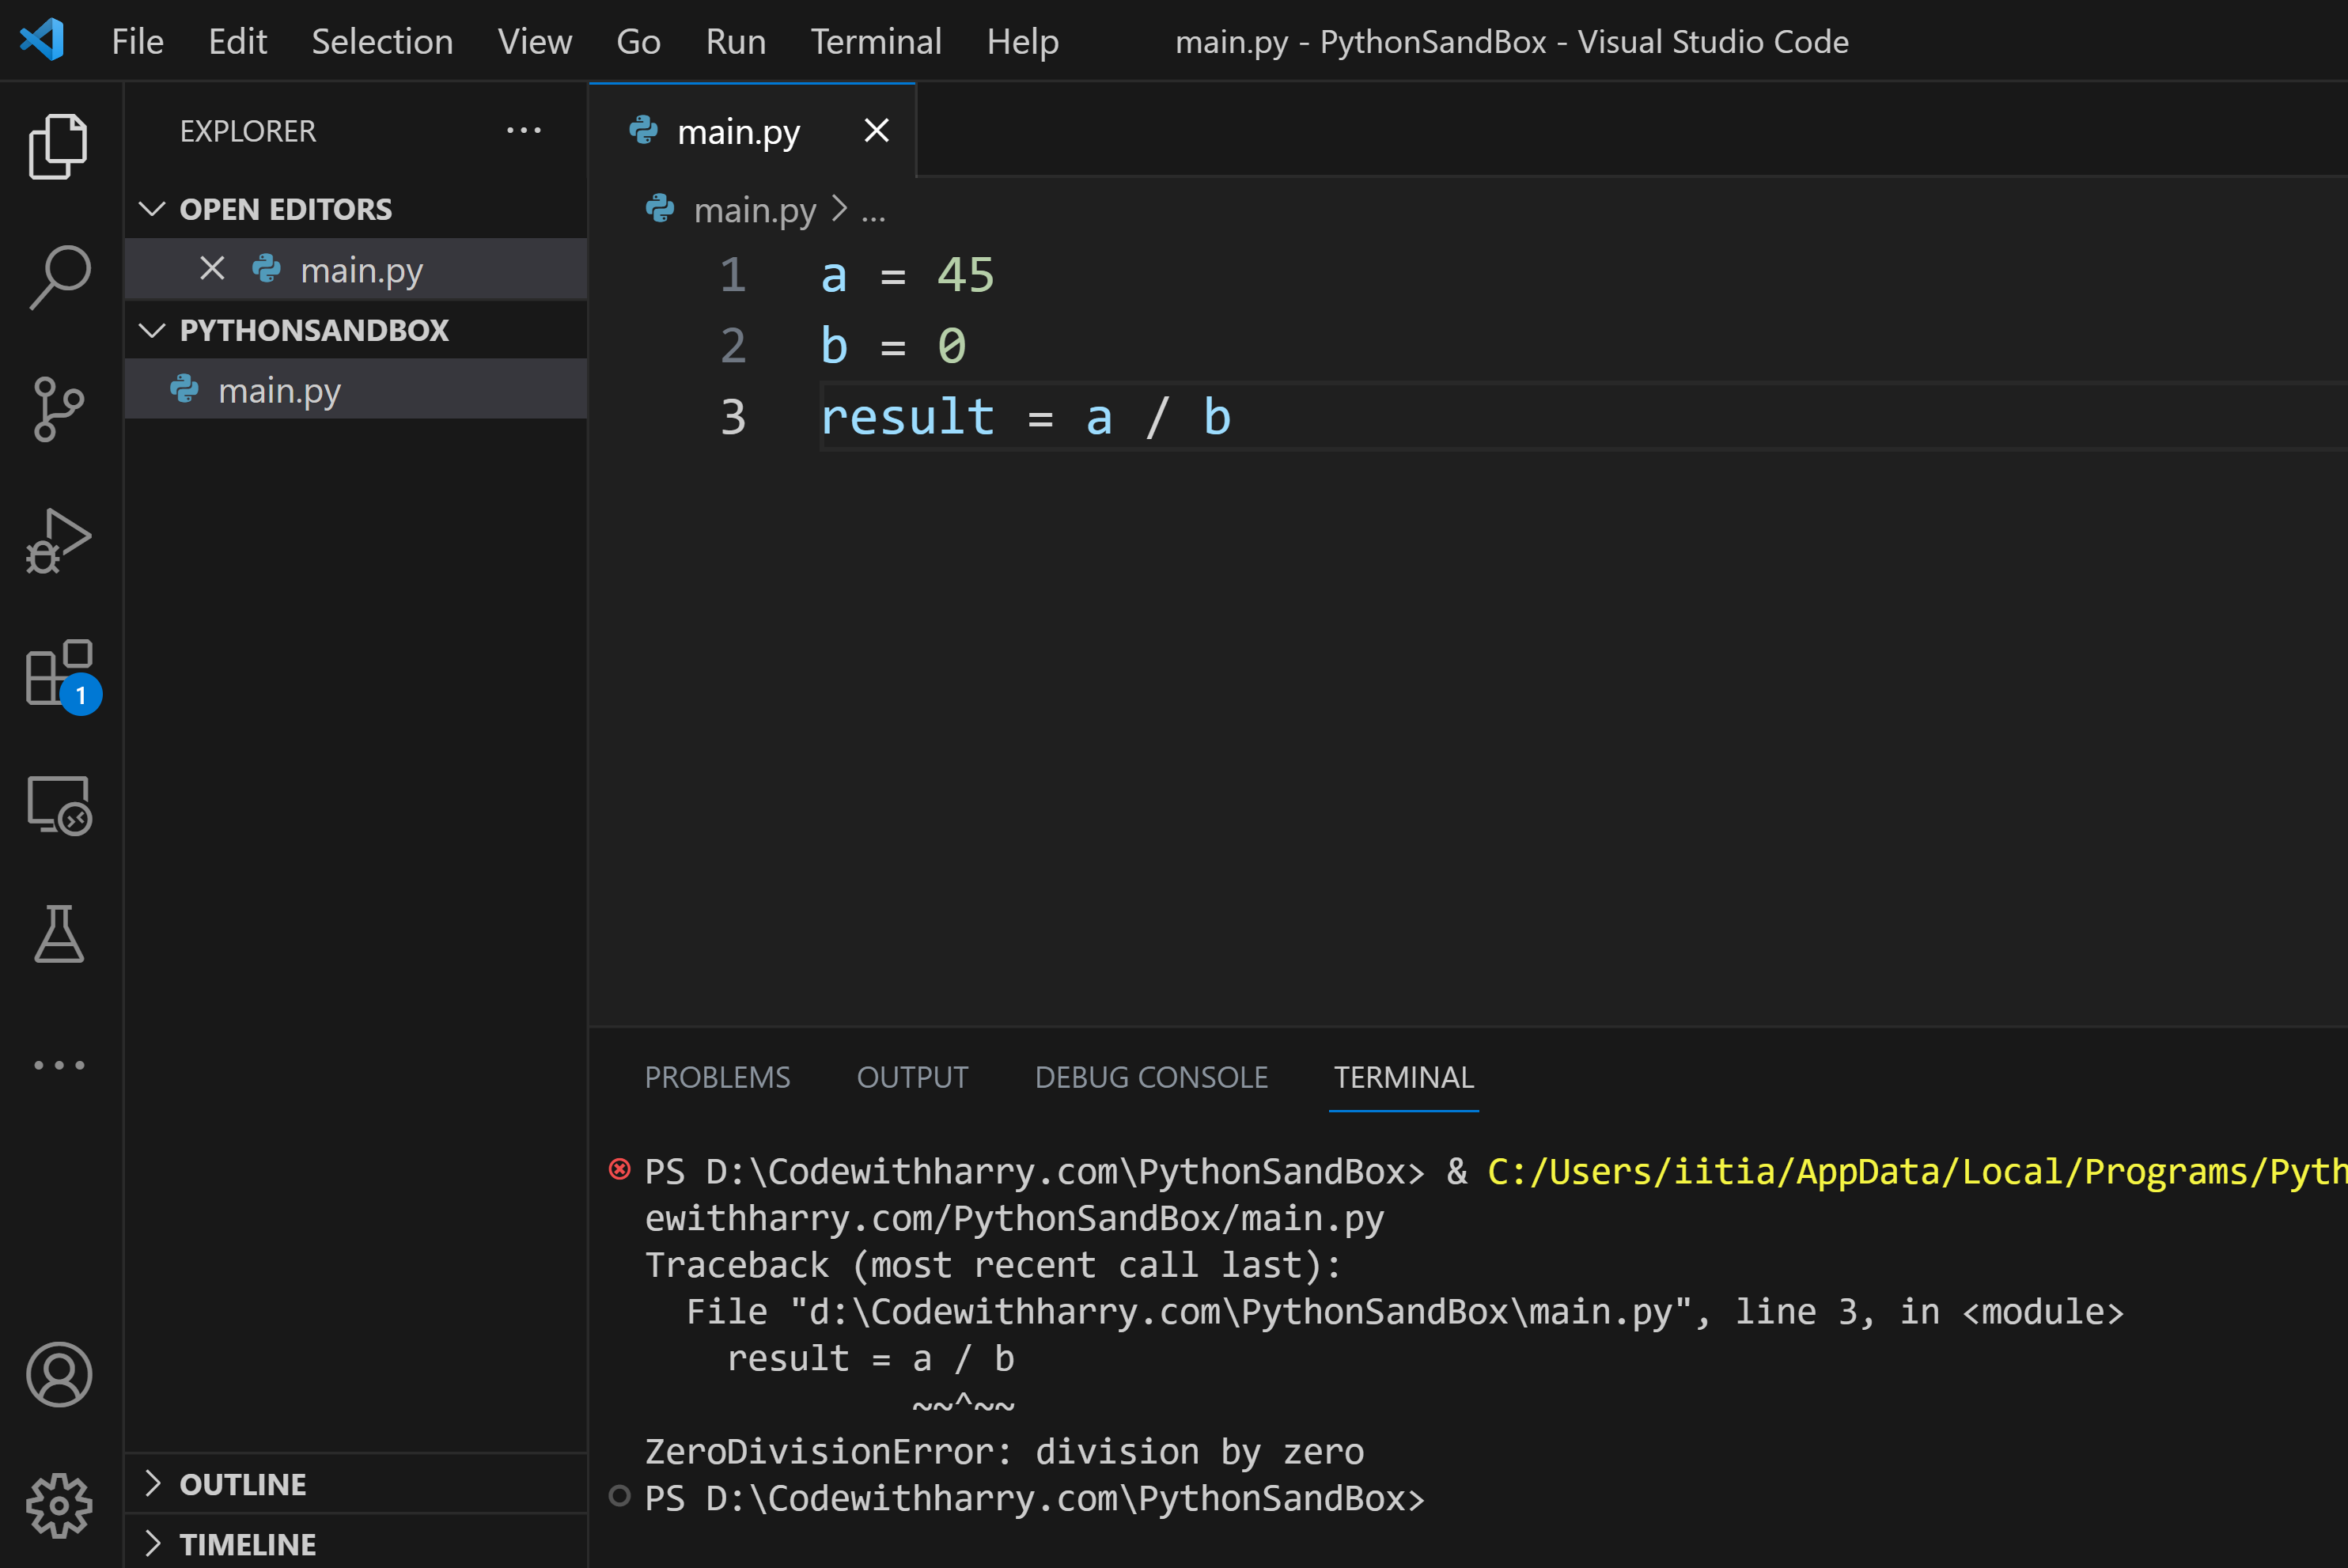 File Edit Selection View Go Run Terminal Help main.py - PythonSandBox - Visual Studio Code
EXPLORER
OPEN EDITORS
main.py
PYTHONSANDBOX
main.py
1
OUTLINE
TIMELINE
main.py
main.py > ...
1 a = 45
2 b = 0
3 result = a / b
PROBLEMS OUTPUT DEBUG CONSOLE TERMINAL
PS D:\Codewithharry.com\PythonSandBox> & C:/Users/iitia/AppData/Local/Programs/Pyth
ewithharry.com/PythonSandBox/main.py
Traceback (most recent call last):
  File "d:\Codewithharry.com\PythonSandBox\main.py", line 3, in <module>
    result = a / b
             ~~^~~
ZeroDivisionError: division by zero
PS D:\Codewithharry.com\PythonSandBox>